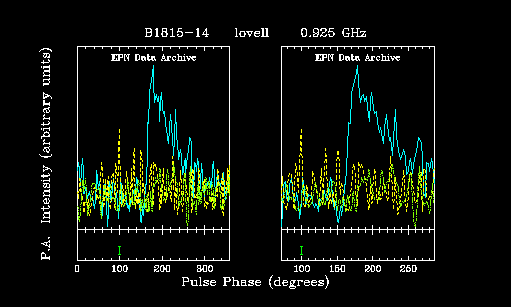 B1815-14 lovell 0.925 GHz
EPN Data Archive EPN Data Archive
P.A. Intensity (arbitrary units)
0 100 200 300 100 150 200 250
Pulse Phase (degrees)